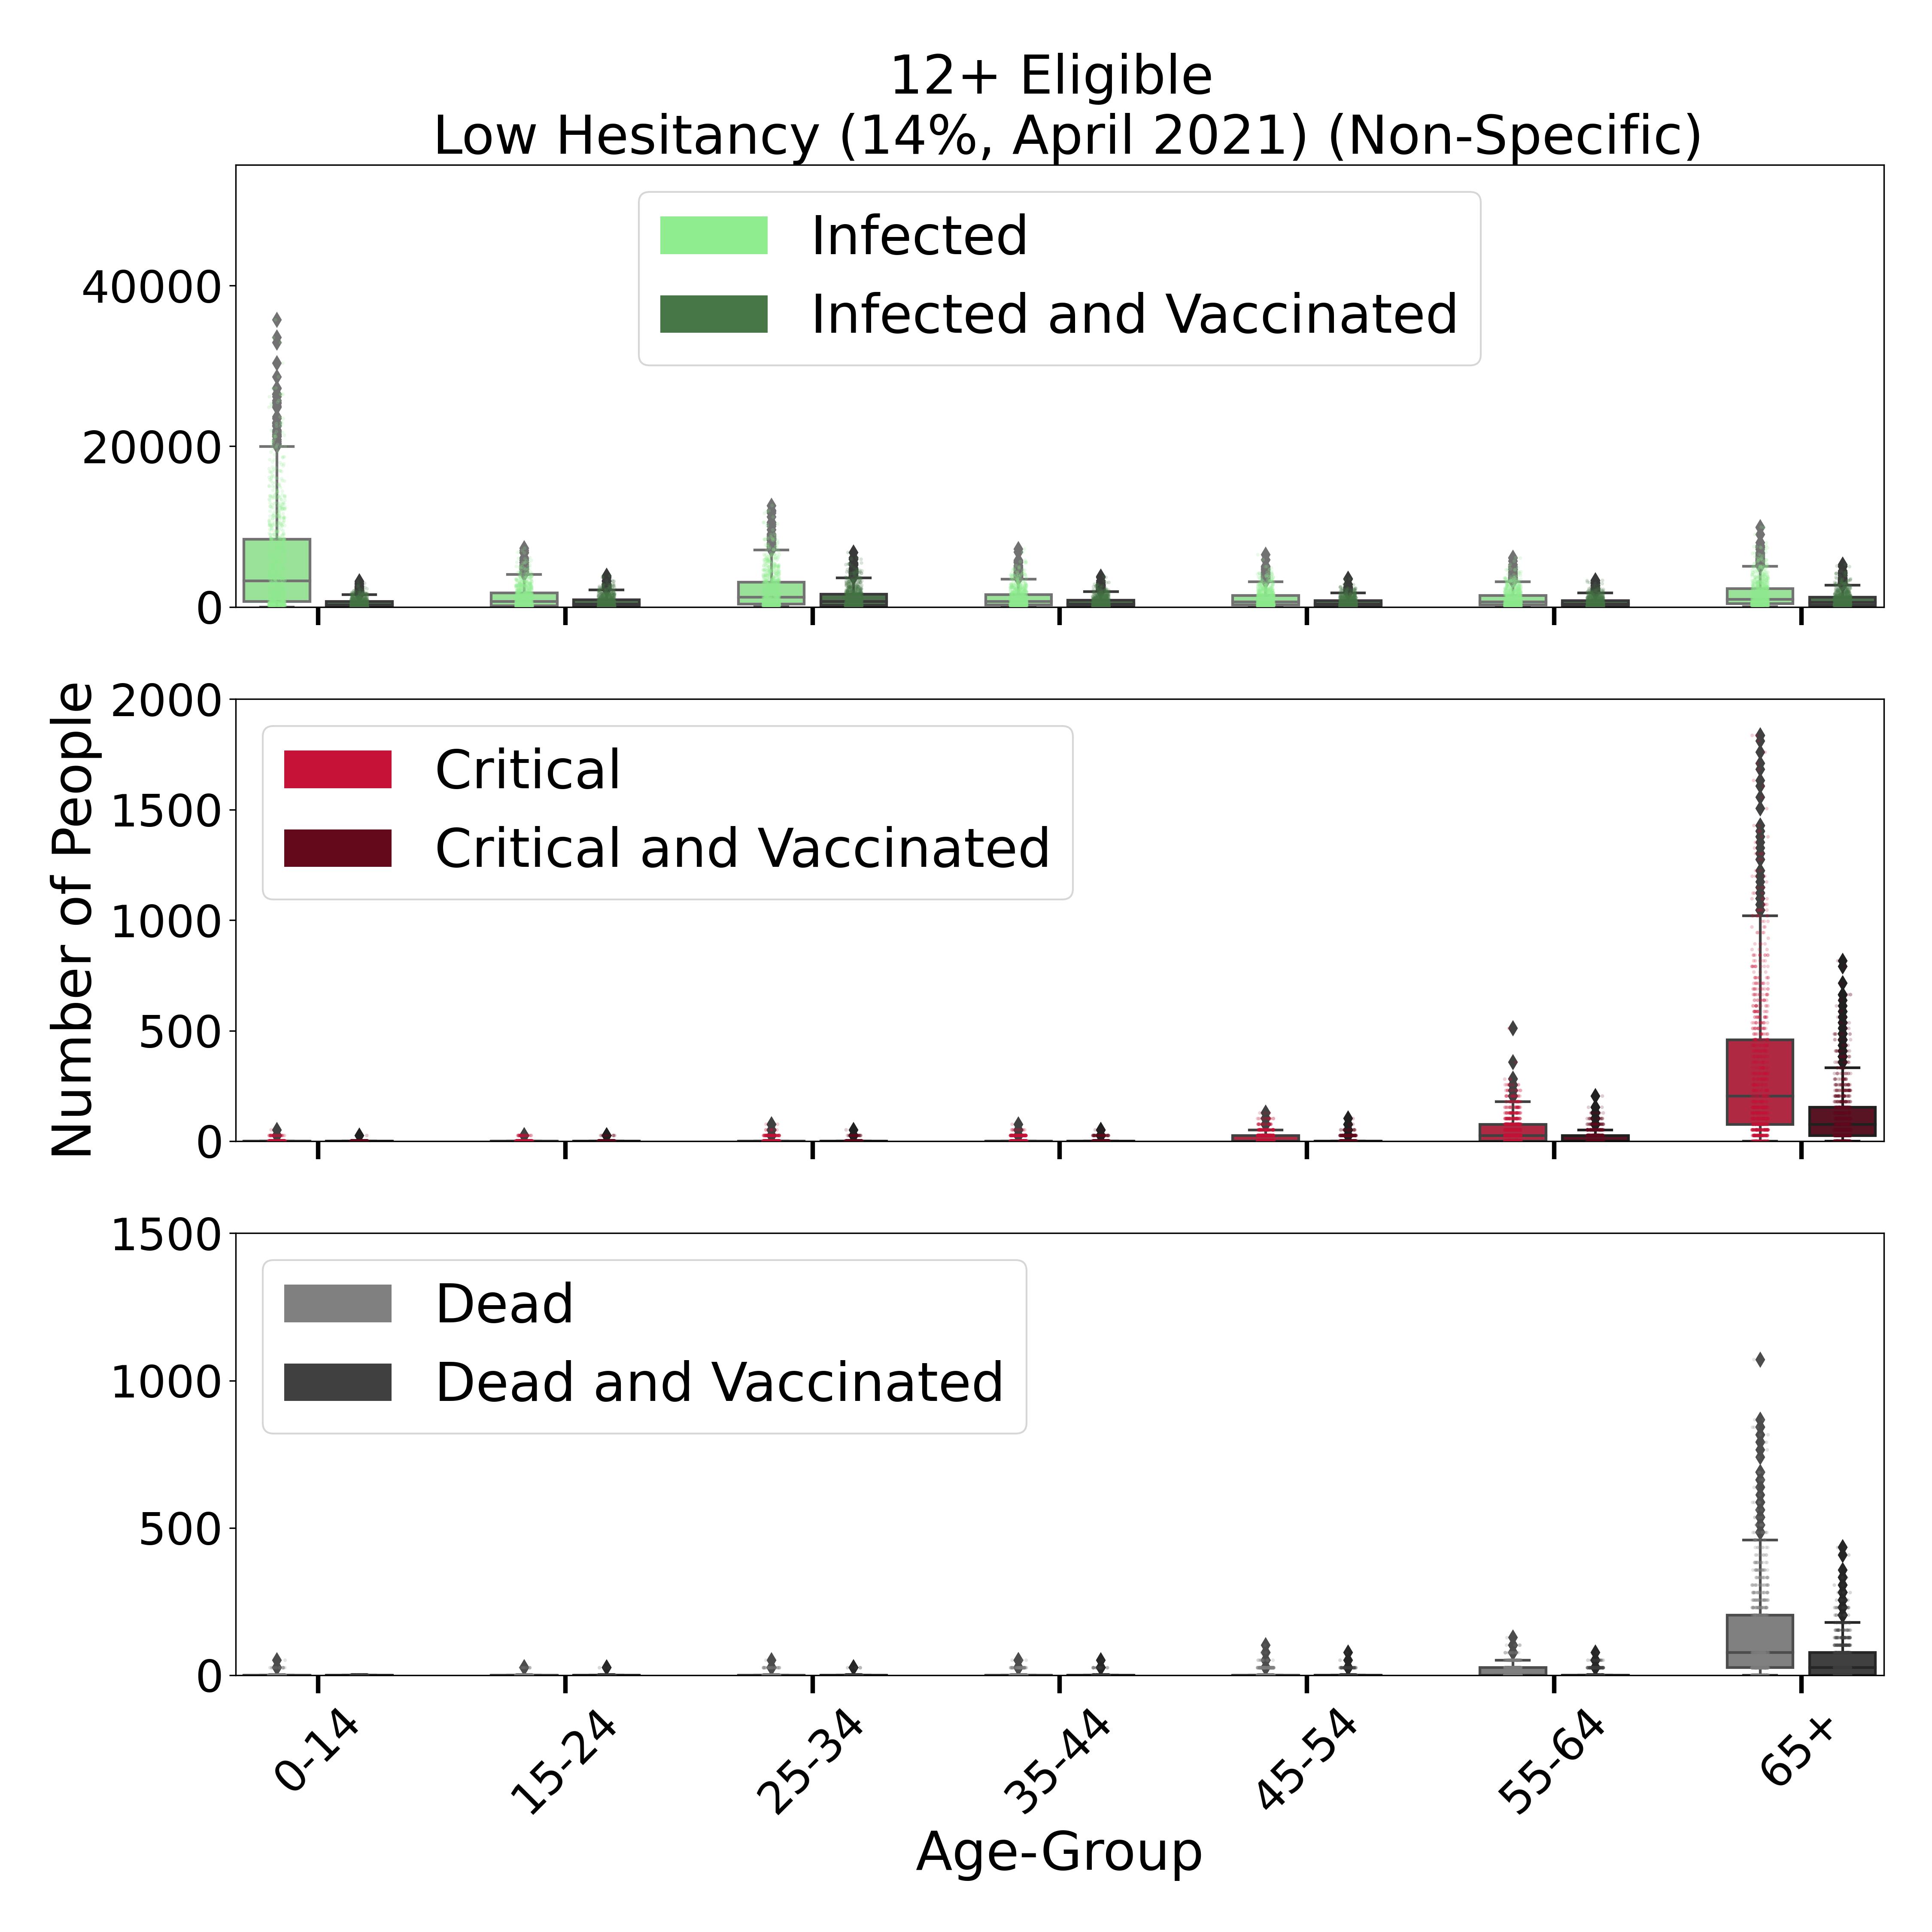 12+ Eligible
Low Hesitancy (14%, April 2021) (Non-Specific)
Infected
Infected and Vaccinated
40000
20000
0
Number of People
Critical
Critical and Vaccinated
2000
1500
1000
500
0
Dead
Dead and Vaccinated
1500
1000
500
0
0-14
15-24
25-34
35-44
45-54
55-64
65+
Age-Group